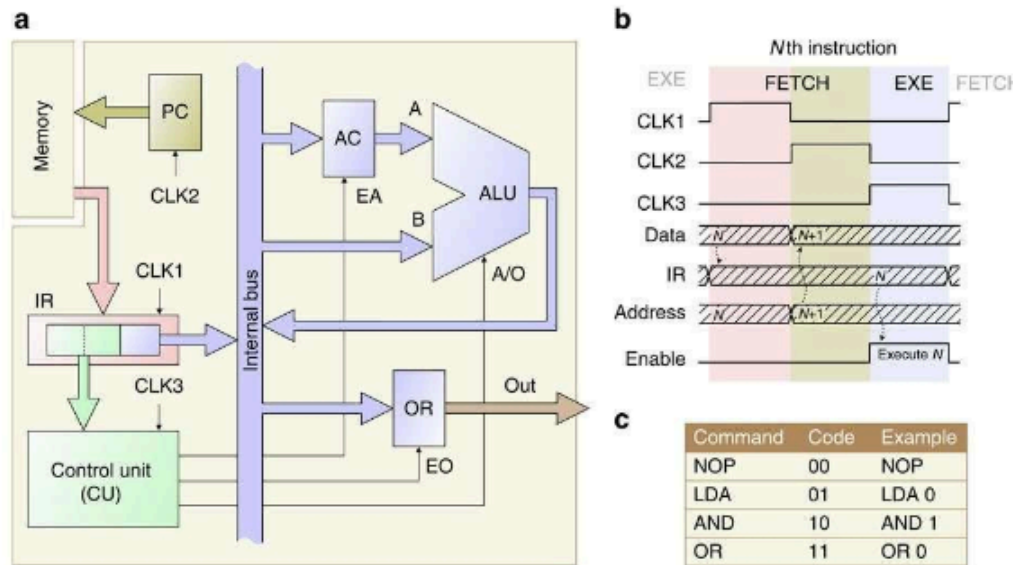 a
Memory
PC
CLK2
AC
EA
A
B
ALU
A/O
CLK1
IR
Internal bus
CLK3
Control unit
(CU)
OR
EO
Out
b
Nth instruction
EXE FETCH EXE FETCH
CLK1
CLK2
CLK3
Data N N+1
IR N
Address N N+1
Enable Execute N
c
Command Code Example
NOP 00 NOP
LDA 01 LDA 0
AND 10 AND 1
OR 11 OR 0